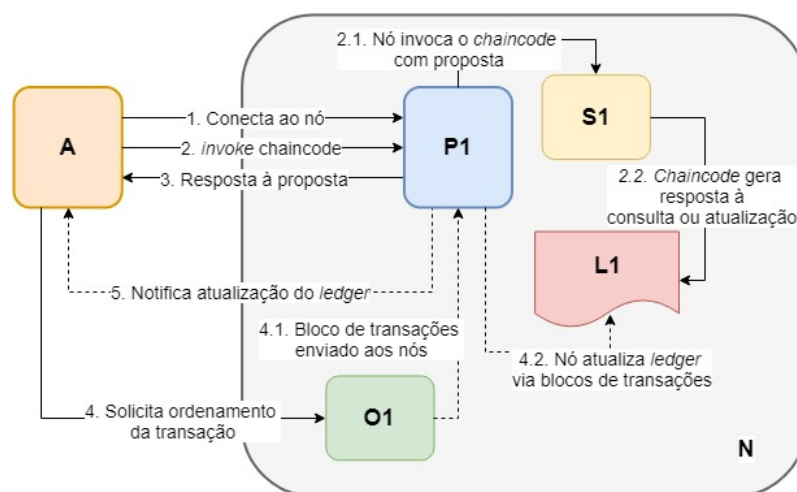 2.1. Nó invoca o chaincode
com proposta
A
1. Conecta ao nó
P1
S1
2. invoke chaincode
3. Resposta à proposta
2.2. Chaincode gera
resposta à
consulta ou atualização
L1
5. Notifica atualização do ledger
4.1. Bloco de transações
enviado aos nós
4.2. Nó atualiza ledger
via blocos de transações
4. Solicita ordenamento
da transação
O1
N